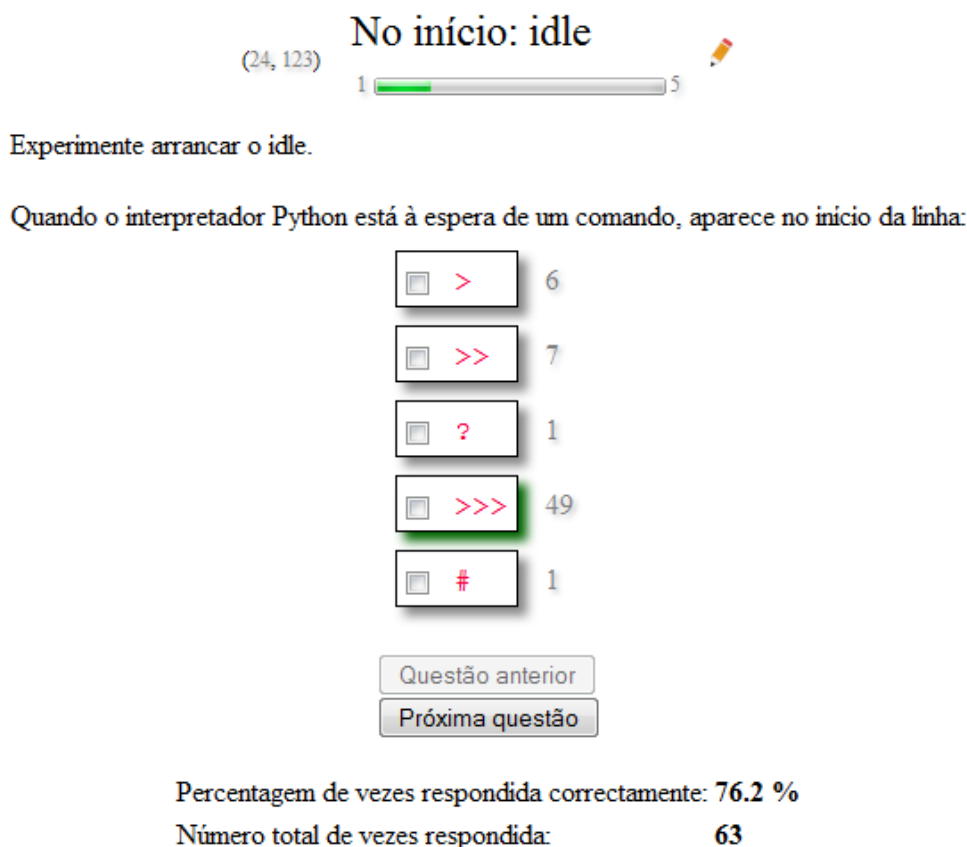 No início: idle
(24, 123)
1 5
Experimente arrancar o idle.
Quando o interpretador Python está à espera de um comando, aparece no início da linha:
> 6
>> 7
? 1
>>> 49
# 1
Questão anterior
Próxima questão
Percentagem de vezes respondida correctamente: 76.2 %
Número total de vezes respondida: 63